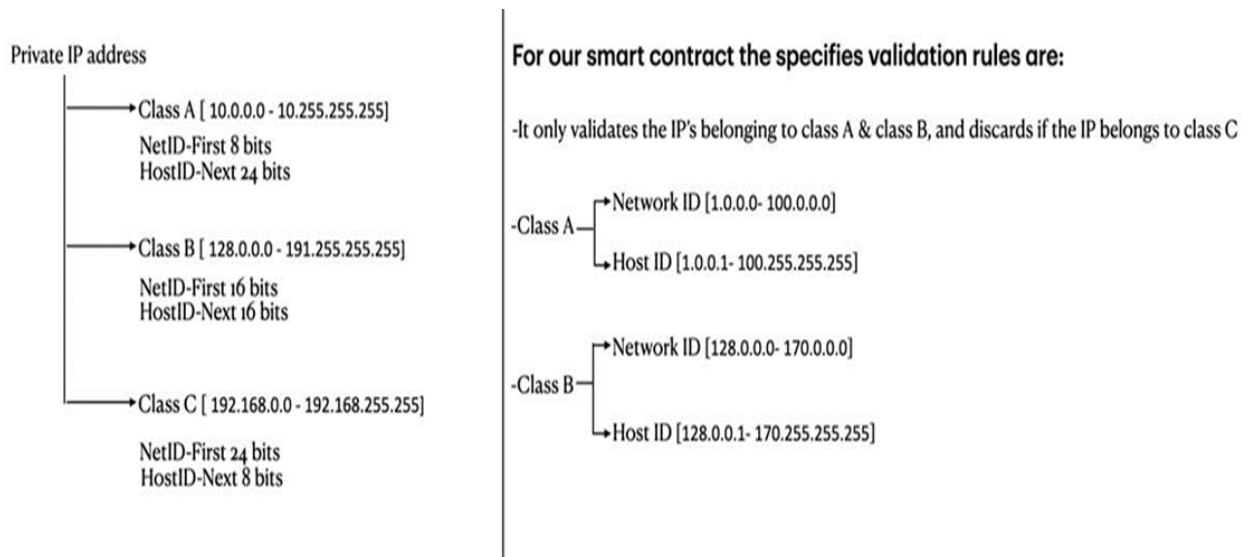 Private IP address
Class A [ 10.0.0.0 - 10.255.255.255]
NetID-First 8 bits
HostID-Next 24 bits
Class B [ 128.0.0.0 - 191.255.255.255]
NetID-First 16 bits
HostID-Next 16 bits
Class C [ 192.168.0.0 - 192.168.255.255]
NetID-First 24 bits
HostID-Next 8 bits
For our smart contract the specifies validation rules are:
-It only validates the IP's belonging to class A & class B, and discards if the IP belongs to class C
-Class A
Network ID [1.0.0.0- 100.0.0.0]
Host ID [1.0.0.1- 100.255.255.255]
-Class B
Network ID [128.0.0.0- 170.0.0.0]
Host ID [128.0.0.1- 170.255.255.255]